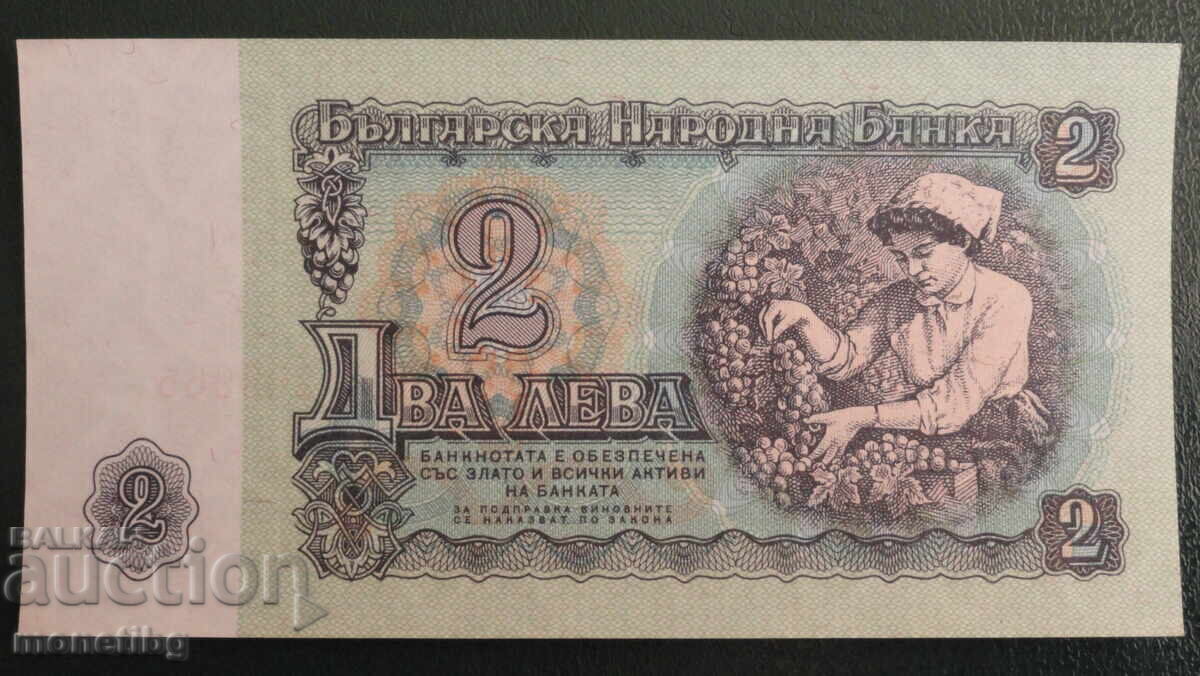 БЪЛГАРСКА НАРОДНА БАНКА
2
2
ДВА ЛЕВА
БАНКНОТАТА Е ОБЕЗПЕЧЕНА
СЪС ЗЛАТО И ВСИЧКИ АКТИВИ
НА БАНКАТА
ЗА ПОДПРАВКА ВИНОВНИТЕ
СЕ НАКАЗВАТ ПО ЗАКОНА
2
2
BALKAN
auction
monetibg